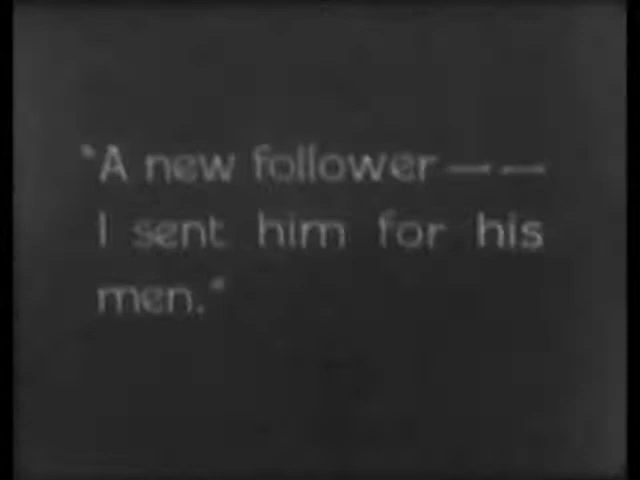 "A new follower——
I sent him for his
men."